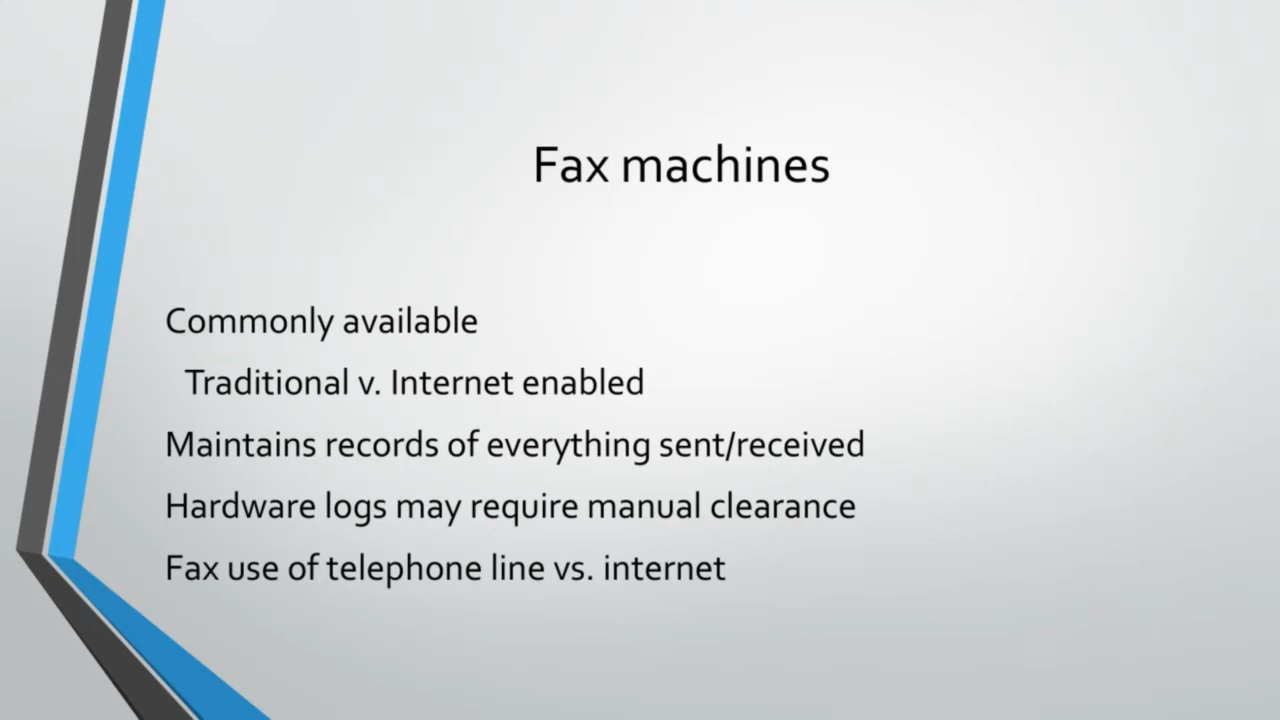 Fax machines
Commonly available
Traditional v. Internet enabled
Maintains records of everything sent/received
Hardware logs may require manual clearance
Fax use of telephone line vs. internet